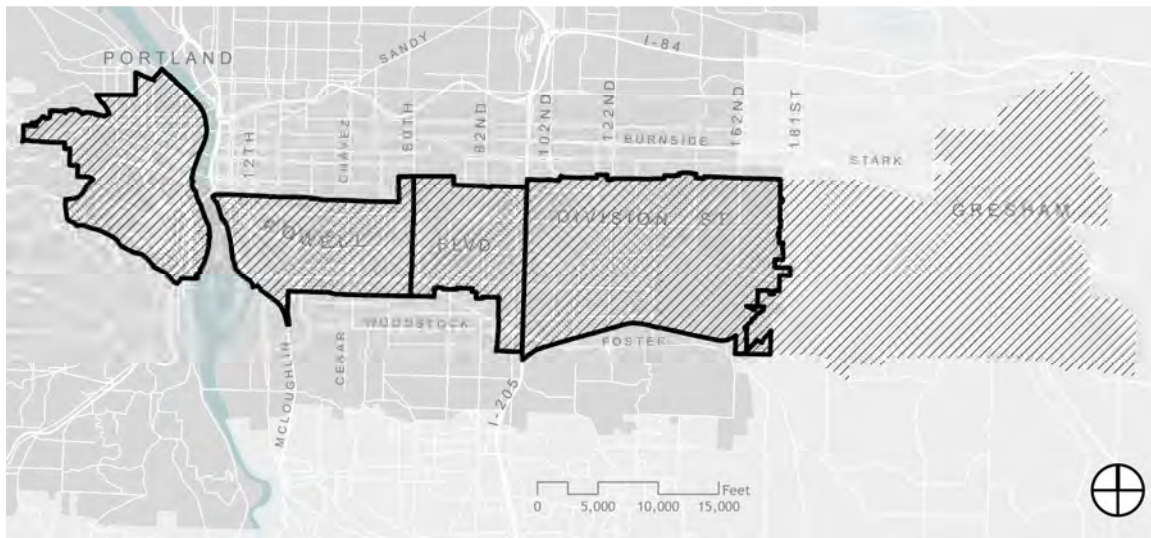 PORTLAND
SANDY
I-84
12TH
CHAVEZ
60TH
82ND
102ND
122ND
162ND
181ST
BURNSIDE
STARK
POWELL
BLVD
DIVISION ST
GRESHAM
WOODSTOCK
FOSTER
CEXAR
MCLOUGHLIN
I-205
Feet
0 5,000 10,000 15,000